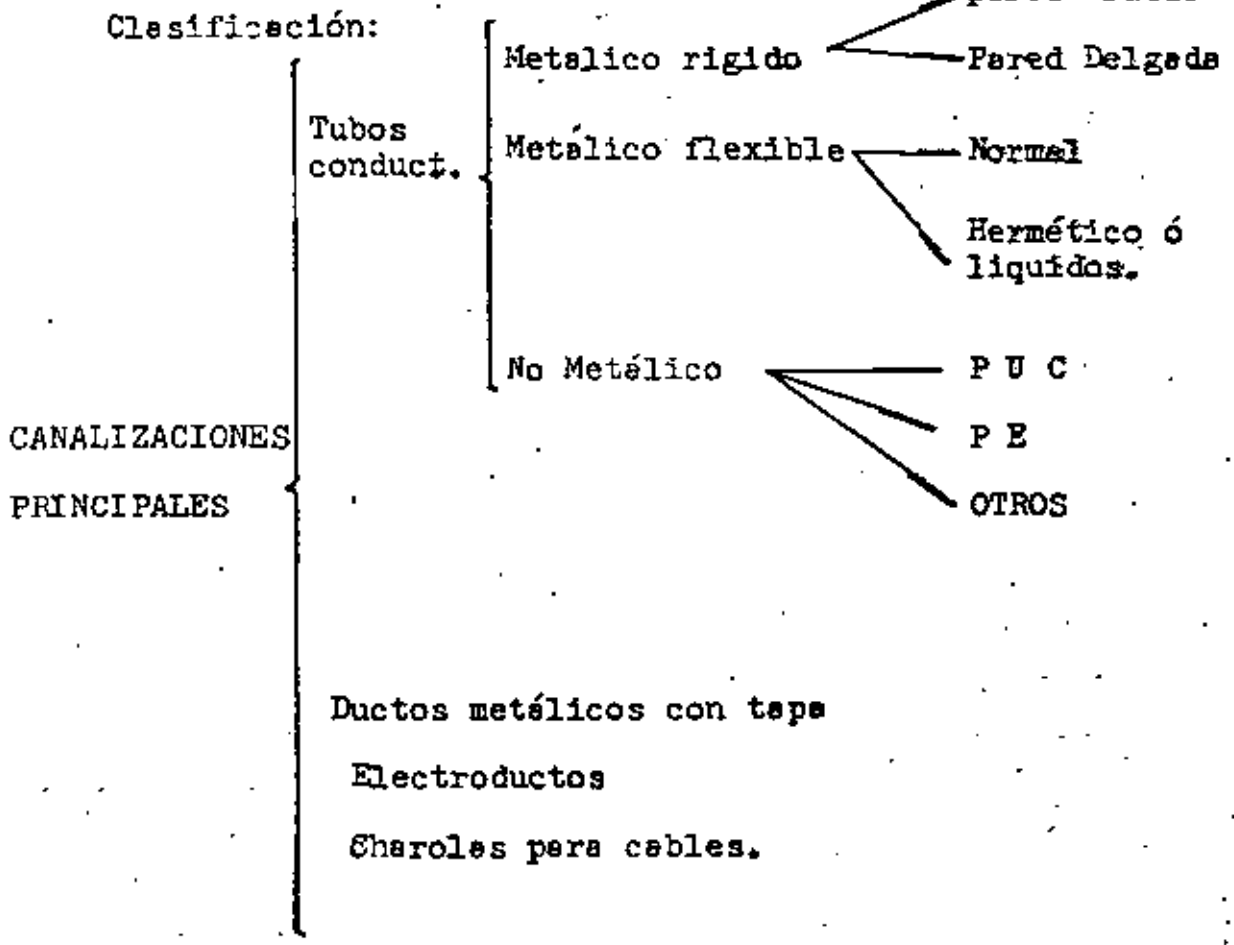 Clasificación:
Metalico rigido
Pared Delgada
Tubos
conduct.
Metálico flexible
Normal
Hermético ó
liquidos.
No Metálico
P U C
P E
OTROS
CANALIZACIONES
PRINCIPALES
Ductos metálicos con tapa
Electroductos
Sharolas para cables.